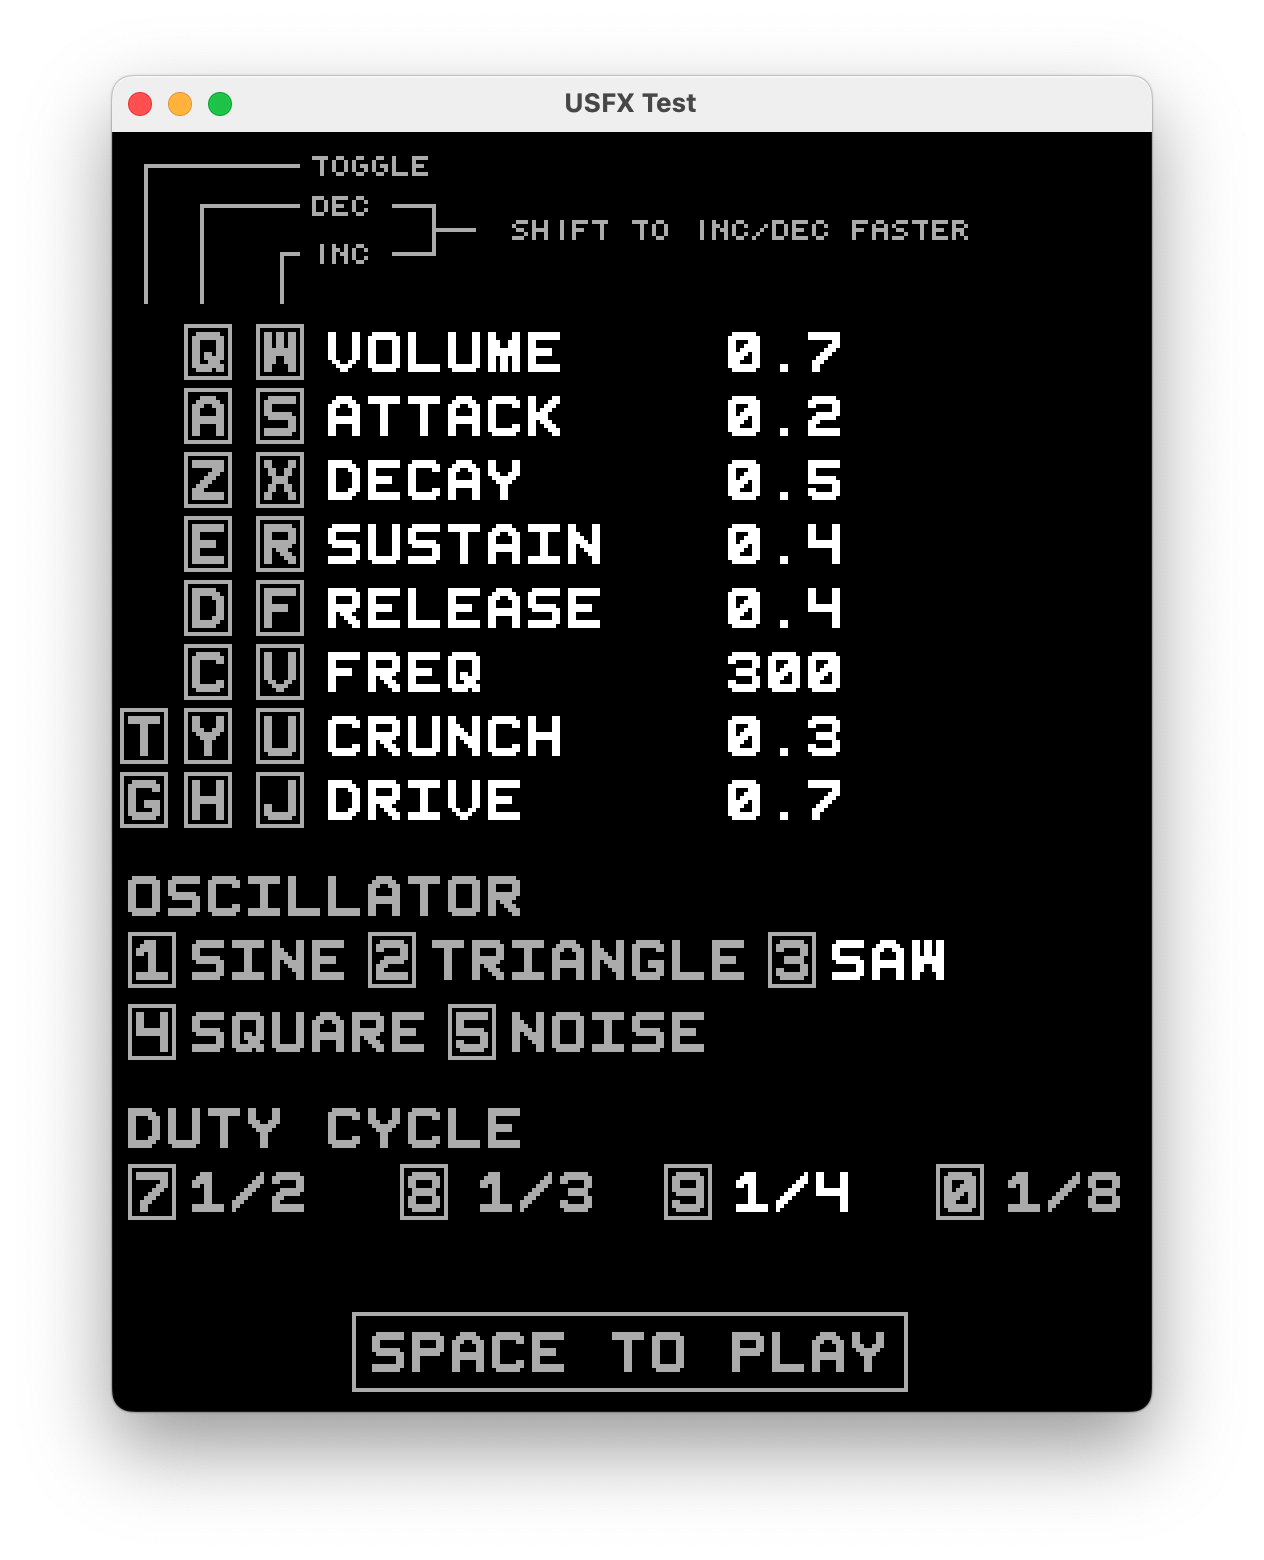 USFX Test
TOGGLE
DEC
SHIFT TO INC/DEC FASTER
INC
Q W VOLUME 0.7
A S ATTACK 0.2
Z X DECAY 0.5
E R SUSTAIN 0.4
D F RELEASE 0.4
C V FREQ 300
T Y U CRUNCH 0.3
G H J DRIVE 0.7
OSCILLATOR
1 SINE 2 TRIANGLE 3 SAW
4 SQUARE 5 NOISE
DUTY CYCLE
7 1/2 8 1/3 9 1/4 0 1/8
SPACE TO PLAY